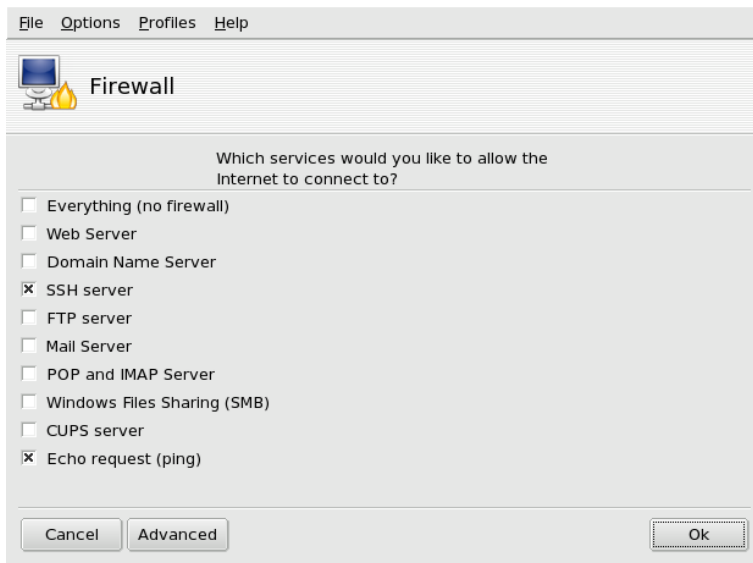 File Options Profiles Help
Firewall
Which services would you like to allow the
Internet to connect to?
Everything (no firewall)
Web Server
Domain Name Server
SSH server
FTP server
Mail Server
POP and IMAP Server
Windows Files Sharing (SMB)
CUPS server
Echo request (ping)
Cancel Advanced Ok